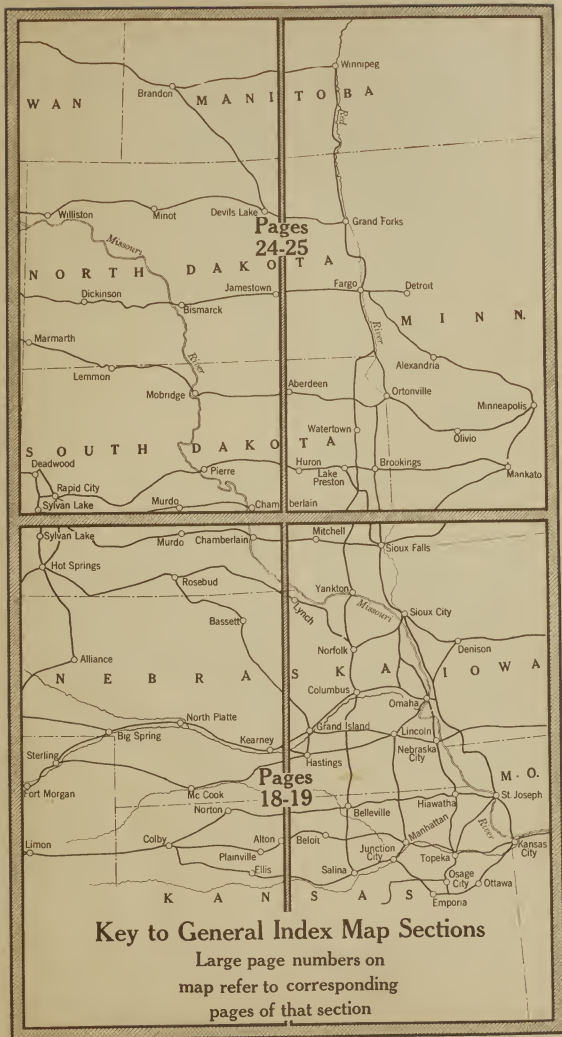 Winnipeg
Brandon
WAN
MANITOBA
Red
Williston
Minot
Devils Lake
Grand Forks
Pages
24-25
Missouri
NORTH DAKOTA
Jamestown
Fargo
Detroit
Dickinson
Bismarck
MINN.
River
River
Marmarth
Alexandria
Lemmon
Mobridge
Aberdeen
Ortonville
Minneapolis
Watertown
Olivio
SOUTH DAKOTA
Deadwood
Pierre
Huron
Lake
Preston
Brookings
Mankato
Rapid City
Sylvan Lake
Murdo
Chamberlain
Sylvan Lake
Murdo
Chamberlain
Mitchell
Sioux Falls
Hot Springs
Rosebud
Yankton
Lynch
Missouri
Sioux City
Bassett
Norfolk
Denison
Alliance
NEBRASKA
IOWA
Columbus
Omaha
North Platte
Big Spring
Kearney
Grand Island
Lincoln
Nebraska
City
Sterling
Hastings
Pages
18-19
MO.
Fort Morgan
Mc Cook
Norton
Belleville
Hiawatha
St. Joseph
River
Limon
Colby
Alton
Beloit
Manhattan
Kansas
City
Plainville
Junction
City
Topeka
Ellis
Salina
Osage
City
Ottawa
Emporia
KANSAS
Key to General Index Map Sections
Large page numbers on
map refer to corresponding
pages of that section